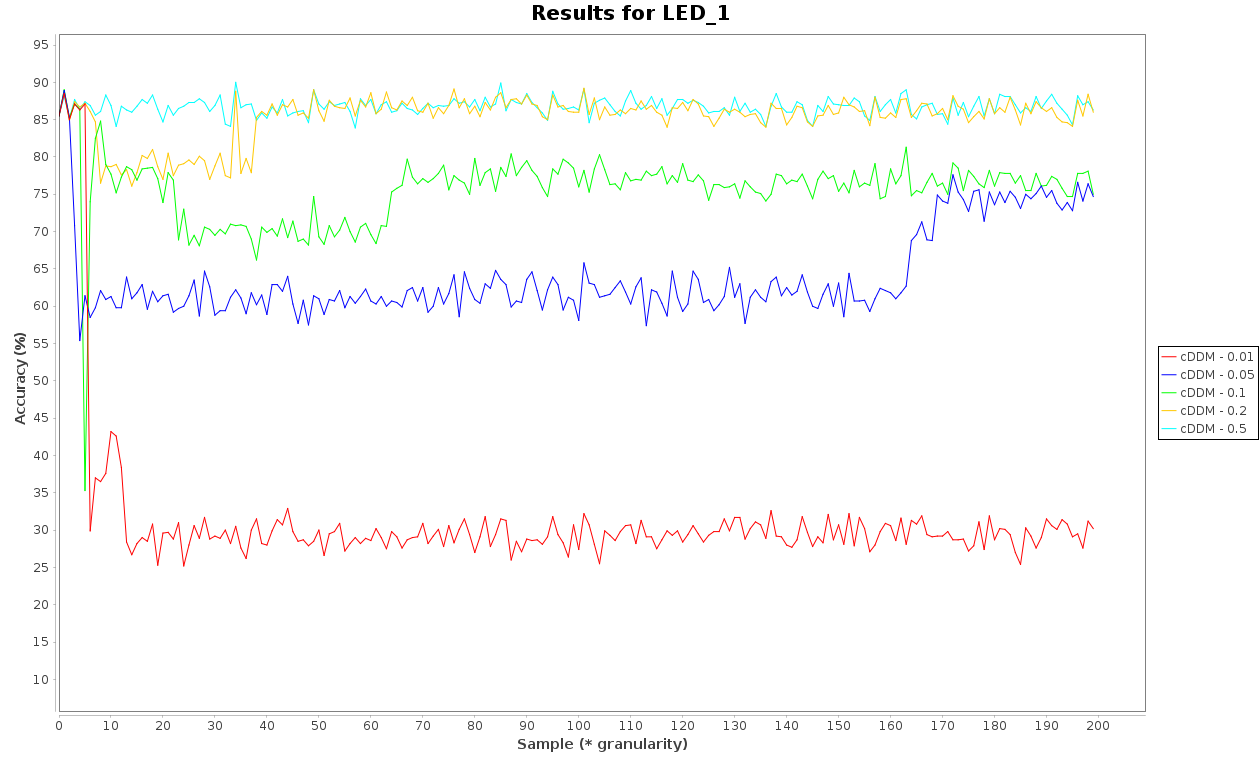 Results for LED_1
Accuracy (%)
95
90
85
80
75
70
65
60
55
50
45
40
35
30
25
20
15
10
0 10 20 30 40 50 60 70 80 90 100 110 120 130 140 150 160 170 180 190 200
Sample (* granularity)
cDDM - 0.01
cDDM - 0.05
cDDM - 0.1
cDDM - 0.2
cDDM - 0.5